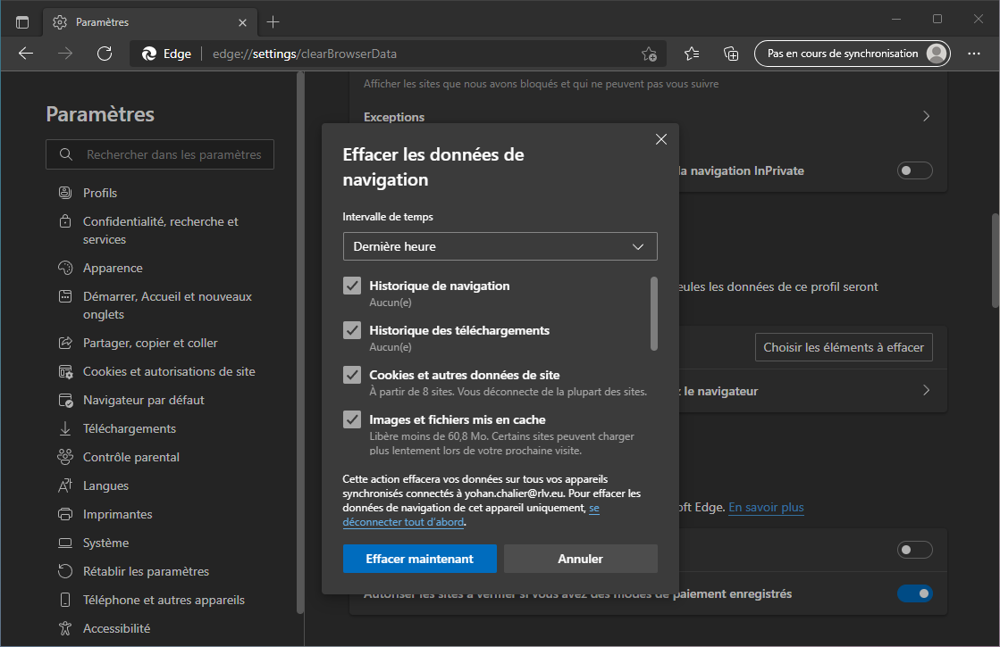 Paramètres
Edge
edge://settings/clearBrowserData
Pas en cours de synchronisation
Paramètres
Rechercher dans les paramètres
Profils
Confidentialité, recherche et
services
Apparence
Démarrer, Accueil et nouveaux
onglets
Partager, copier et coller
Cookies et autorisations de site
Navigateur par défaut
Téléchargements
Contrôle parental
Langues
Imprimantes
Système
Rétablir les paramètres
Téléphone et autres appareils
Accessibilité
Afficher les sites que nous avons bloqués et qui ne peuvent pas vous suivre
Exceptions
la navigation InPrivate
eules les données de ce profil seront
Choisir les éléments à effacer
z le navigateur
oft Edge. En savoir plus
Autoriser les sites à vérifier si vous avez des modes de paiement enregistrés
Effacer les données de
navigation
Intervalle de temps
Dernière heure
Historique de navigation
Aucun(e)
Historique des téléchargements
Aucun(e)
Cookies et autres données de site
À partir de 8 sites. Vous déconnecte de la plupart des sites.
Images et fichiers mis en cache
Libère moins de 60,8 Mo. Certains sites peuvent charger
plus lentement lors de votre prochaine visite.
Cette action effacera vos données sur tous vos appareils
synchronisés connectés à yohan.chalier@rlv.eu. Pour effacer les
données de navigation de cet appareil uniquement, se
déconnecter tout d'abord.
Effacer maintenant
Annuler